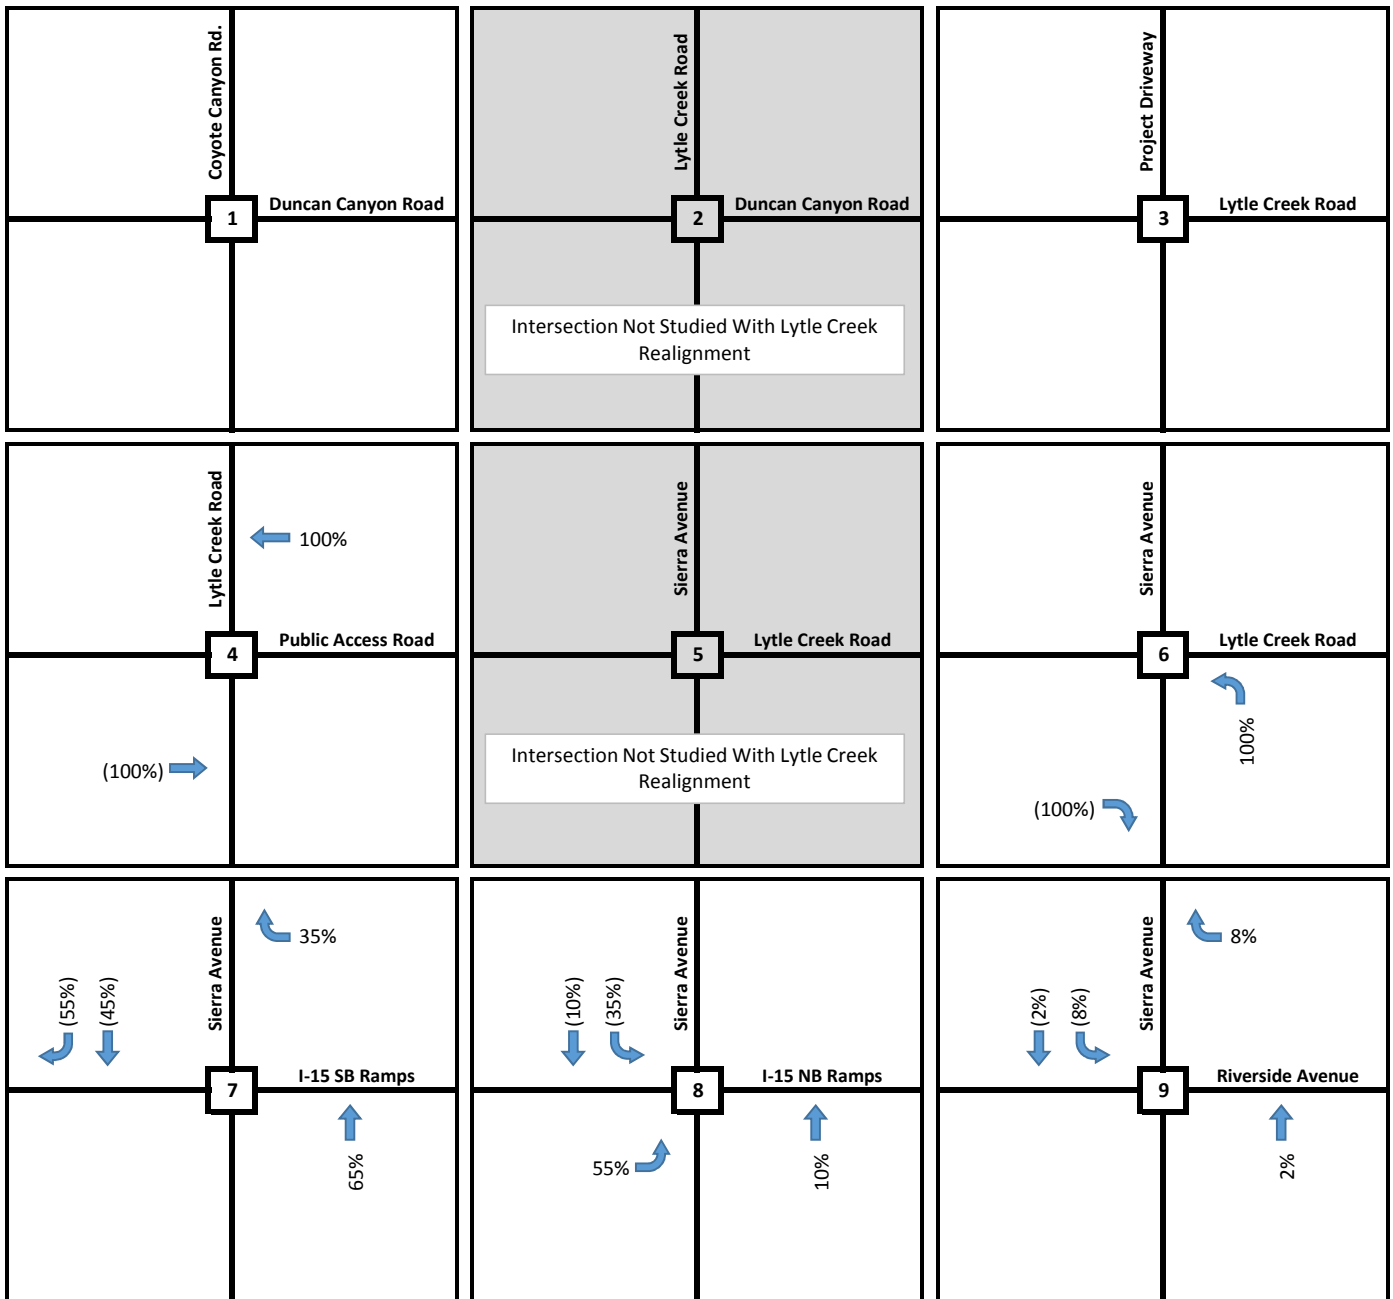 Coyote Canyon Rd.
Duncan Canyon Road
1
Lytle Creek Road
Duncan Canyon Road
2
Intersection Not Studied With Lytle Creek
Realignment
Project Driveway
Lytle Creek Road
3
Lytle Creek Road
100%
Public Access Road
4
(100%)
Sierra Avenue
Lytle Creek Road
5
Intersection Not Studied With Lytle Creek
Realignment
Sierra Avenue
Lytle Creek Road
6
100%
(100%)
Sierra Avenue
35%
(55%)
(45%)
I-15 SB Ramps
7
65%
Sierra Avenue
(10%)
(35%)
I-15 NB Ramps
8
55%
10%
Sierra Avenue
8%
(2%)
(8%)
Riverside Avenue
9
2%